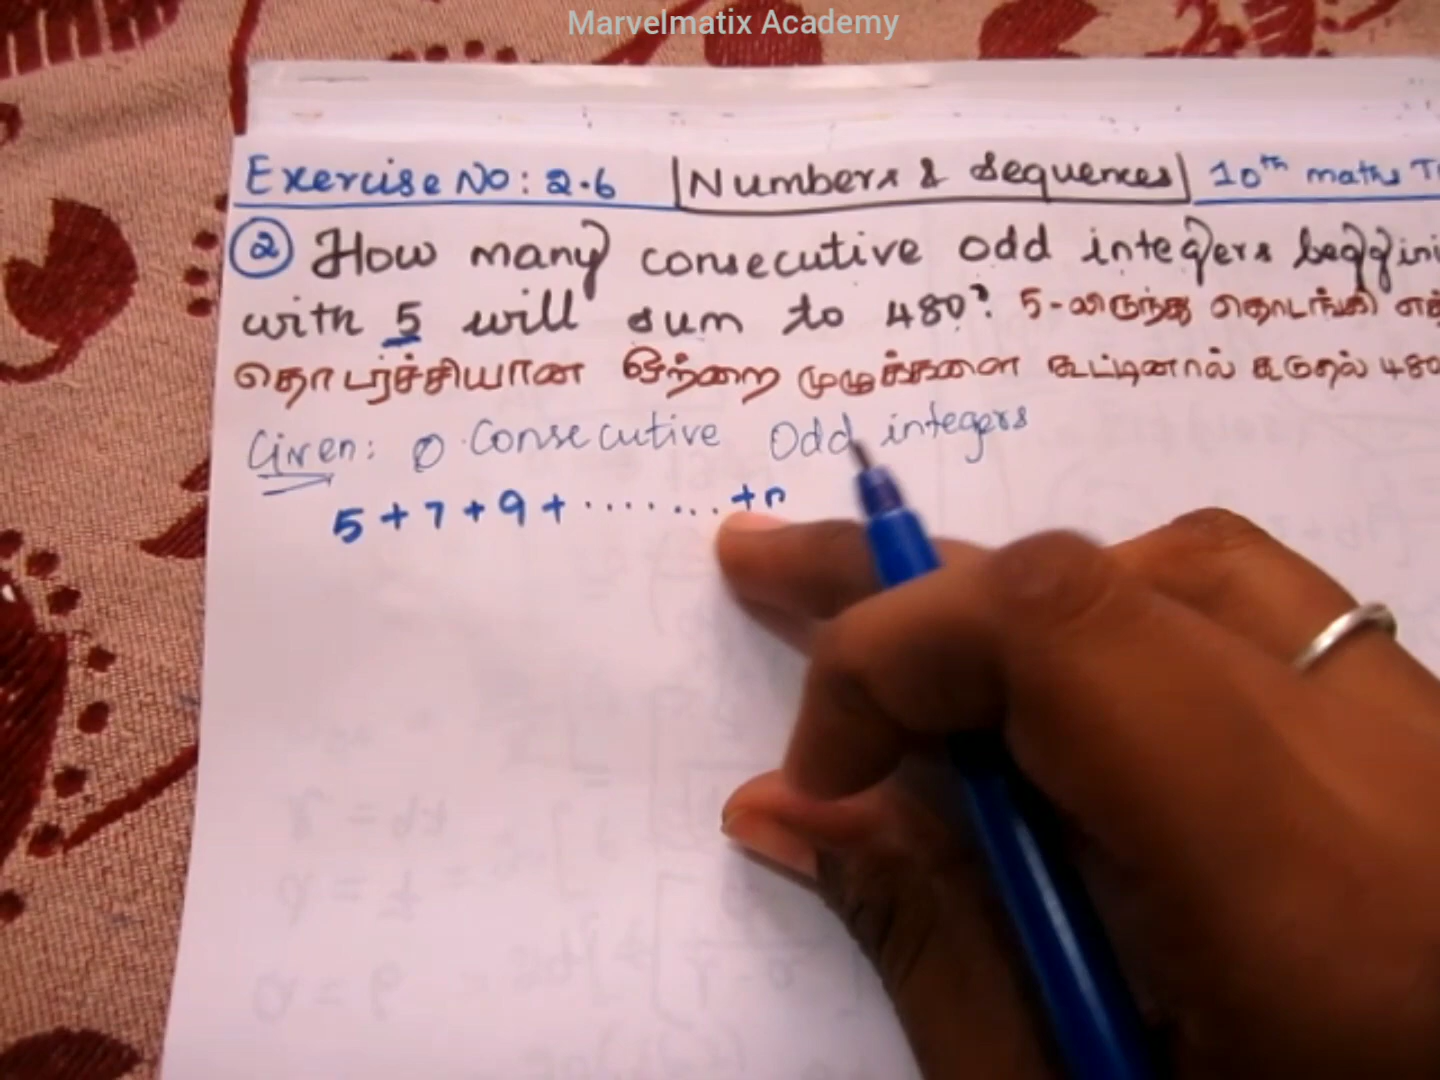 Marvelmatix Academy
Exercise No: 2.6 Numbers & Sequences 10th maths
② How many consecutive odd integers
with 5 will sum to 480? 5-லிருந்து தொடங்கி
தொடர்ச்சியான ஒற்றை முழுக்களை கூட்டினால் கூடுதல் 480
Given: Consecutive Odd integers
5 + 7 + 9 + ........ + n